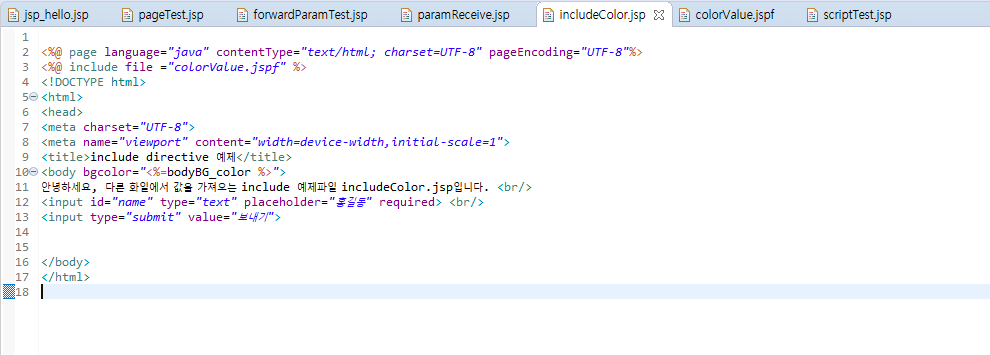 jsp_hello.jsp pageTest.jsp forwardParamTest.jsp paramReceive.jsp includeColor.jsp colorValue.jspf scriptTest.jsp
1
2 <%@ page language="java" contentType="text/html; charset=UTF-8" pageEncoding="UTF-8"%>
3 <%@ include file ="colorValue.jspf" %>
4 <!DOCTYPE html>
5 <html>
6 <head>
7 <meta charset="UTF-8">
8 <meta name="viewport" content="width=device-width,initial-scale=1">
9 <title>include directive 예제</title>
10 <body bgcolor="<%=bodyBG_color %>">
11 안녕하세요, 다른 화일에서 값을 가져오는 include 예제파일 includeColor.jsp입니다. <br/>
12 <input id="name" type="text" placeholder="홍길동" required> <br/>
13 <input type="submit" value="보내기">
14
15
16 </body>
17 </html>
18